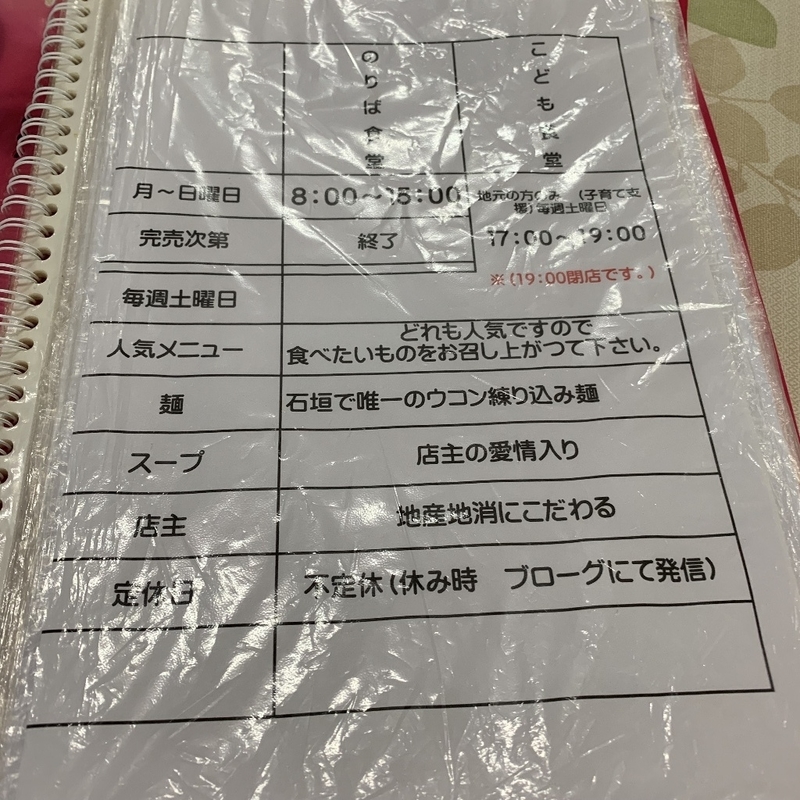 のりば食堂
こども食堂
月～日曜日
8:00～15:00
地元の方のみ (子育て支
援)毎週土曜日
完売次第
終了
17:00～19:00
※(19:00閉店です。)
毎週土曜日
人気メニュー
どれも人気ですので
食べたいものをお召し上がつて下さい。
麺
石垣で唯一のウコン練り込み麺
スープ
店主の愛情入り
店主
地産地消にこだわる
定休日
不定休(休み時　ブローグにて発信)